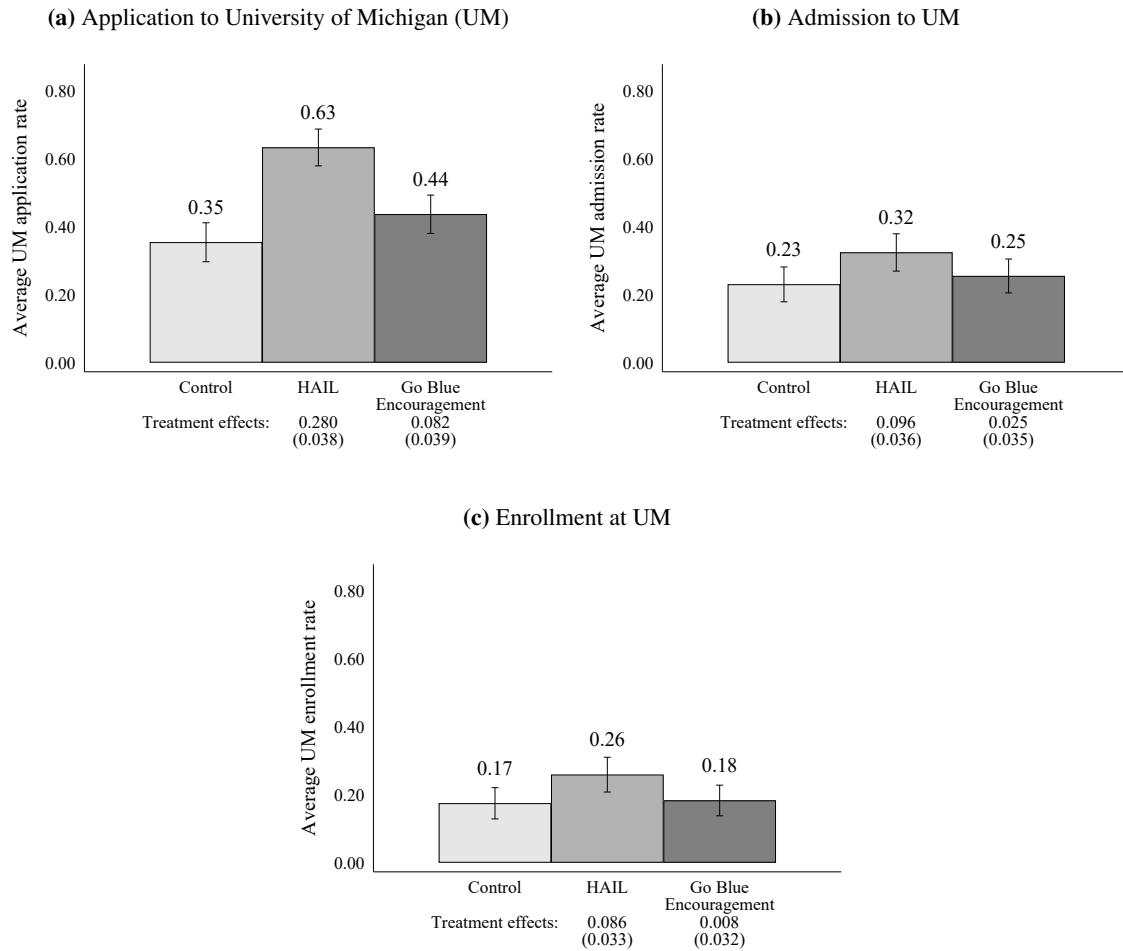 (a) Application to University of Michigan (UM)
Average UM application rate
0.80
0.60
0.40
0.20
0.00
0.35
0.63
0.44
Control HAIL Go Blue
Encouragement
Treatment effects: 0.280 0.082
(0.038) (0.039)
(b) Admission to UM
Average UM admission rate
0.80
0.60
0.40
0.20
0.00
0.23
0.32
0.25
Control HAIL Go Blue
Encouragement
Treatment effects: 0.096 0.025
(0.036) (0.035)
(c) Enrollment at UM
Average UM enrollment rate
0.80
0.60
0.40
0.20
0.00
0.17
0.26
0.18
Control HAIL Go Blue
Encouragement
Treatment effects: 0.086 0.008
(0.033) (0.032)